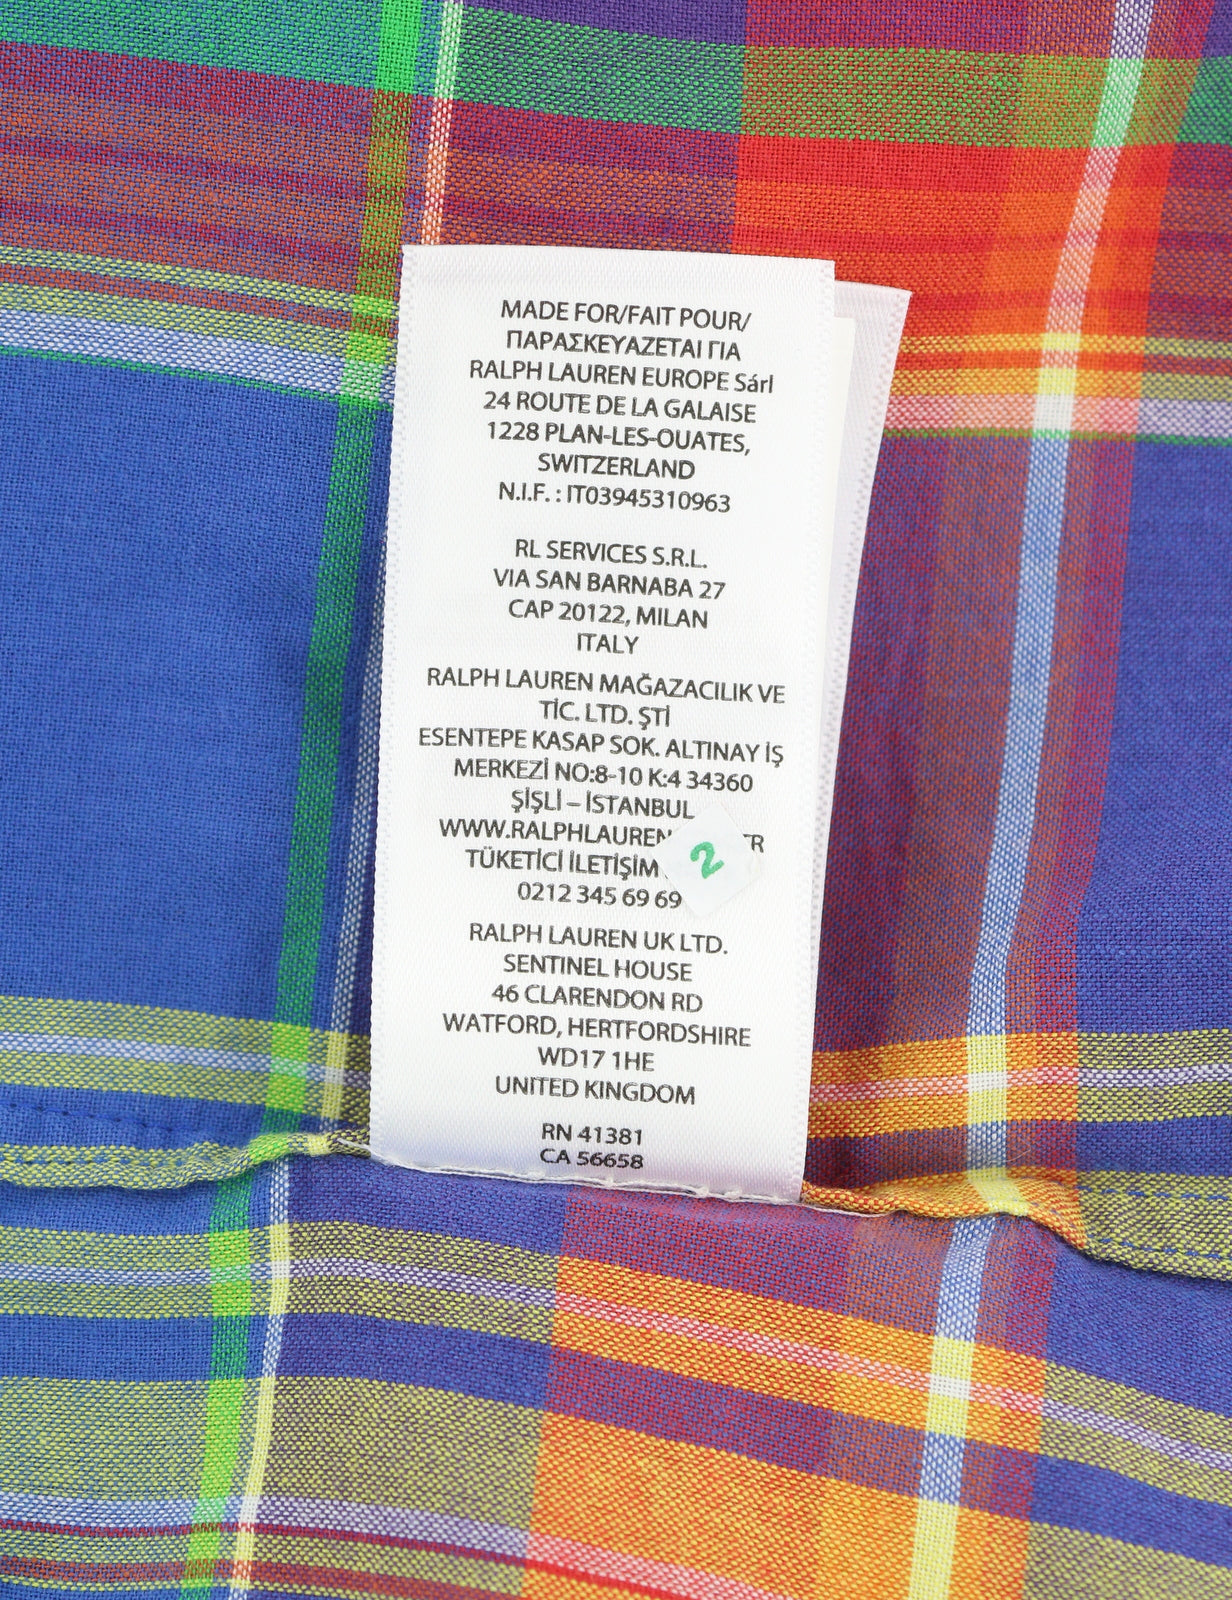 MADE FOR/FAIT POUR/
ΠΑΡΑΣΚΕΥΑΖΕΤΑΙ ΓΙΑ
RALPH LAUREN EUROPE Sárl
24 ROUTE DE LA GALAISE
1228 PLAN-LES-OUATES,
SWITZERLAND
N.I.F. : IT03945310963
RL SERVICES S.R.L.
VIA SAN BARNABA 27
CAP 20122, MILAN
ITALY
RALPH LAUREN MAĞAZACILIK VE
TİC. LTD. ŞTİ
ESENTEPE KASAP SOK. ALTINAY İŞ
MERKEZİ NO:8-10 K:4 34360
ŞİŞLİ – İSTANBUL
WWW.RALPHLAUREN
TÜKETİCİ İLETİŞİM
2
0212 345 69 69
RALPH LAUREN UK LTD.
SENTINEL HOUSE
46 CLARENDON RD
WATFORD, HERTFORDSHIRE
WD17 1HE
UNITED KINGDOM
RN 41381
CA 56658